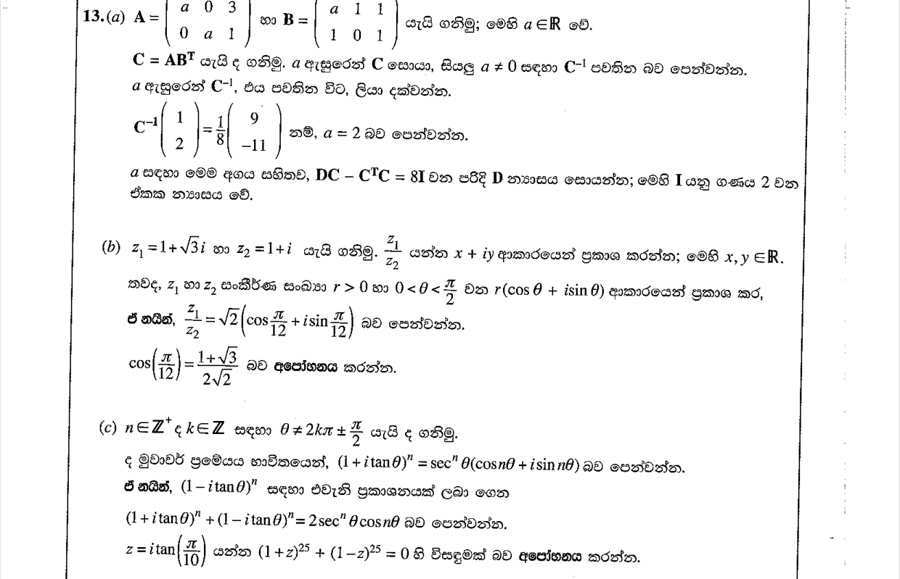 13.(a) A = ( a 0 3 ; 0 a 1 ) හා B = ( a 1 1 ; 1 0 1 ) යැයි ගනිමු; මෙහි a ∈ ℝ වේ.
C = ABᵀ යැයි ද ගනිමු. a ඇසුරෙන් C සොයා, සියලු a ≠ 0 සඳහා C⁻¹ පවතින බව පෙන්වන්න.
a ඇසුරෙන් C⁻¹, එය පවතින විට, ලියා දක්වන්න.
C⁻¹ ( 1 ; 2 ) = 1/8 ( 9 ; −11 ) නම්, a = 2 බව පෙන්වන්න.
a සඳහා මෙම අගය සහිතව, DC − CᵀC = 8I වන පරිදි D න්‍යාසය සොයන්න; මෙහි I යනු ගණය 2 වන
ඒකක න්‍යාසය වේ.
(b) z₁ = 1+√3 i හා z₂ = 1+i යැයි ගනිමු. z₁/z₂ යන්න x + iy ආකාරයෙන් ප්‍රකාශ කරන්න; මෙහි x, y ∈ ℝ.
තවද, z₁ හා z₂ සංකීර්ණ සංඛ්‍යා r > 0 හා 0 < θ < π/2 වන r(cos θ + i sin θ) ආකාරයෙන් ප්‍රකාශ කර,
ඒ නයින්, z₁/z₂ = √2 (cos π/12 + i sin π/12) බව පෙන්වන්න.
cos(π/12) = (1+√3)/(2√2) බව අපෝහනය කරන්න.
(c) n ∈ ℤ⁺ ද k ∈ ℤ සඳහා θ ≠ 2kπ ± π/2 යැයි ද ගනිමු.
ද මුවාවර් ප්‍රමේයය භාවිතයෙන්, (1 + i tan θ)ⁿ = secⁿ θ (cos nθ + i sin nθ) බව පෙන්වන්න.
ඒ නයින්, (1 − i tan θ)ⁿ සඳහා එවැනි ප්‍රකාශනයක් ලබා ගෙන
(1 + i tan θ)ⁿ + (1 − i tan θ)ⁿ = 2 secⁿ θ cos nθ බව පෙන්වන්න.
z = i tan(π/10) යන්න (1 + z)²⁵ + (1 − z)²⁵ = 0 හි විසඳුමක් බව අපෝහනය කරන්න.